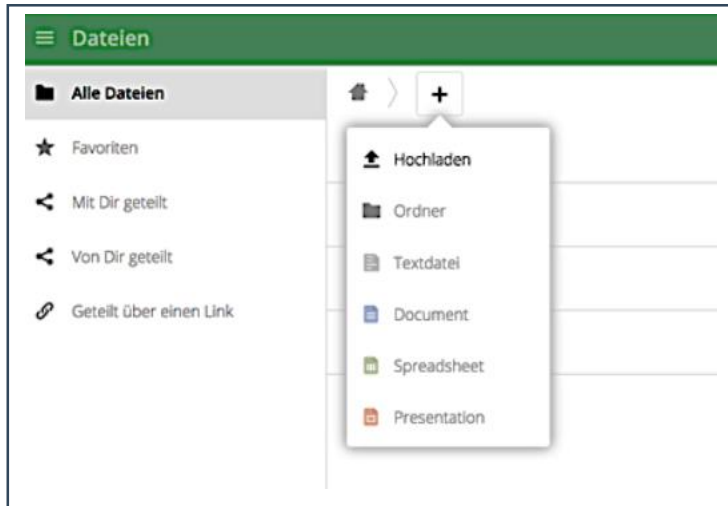 Dateien
Alle Dateien
Favoriten
Mit Dir geteilt
Von Dir geteilt
Geteilt über einen Link
Hochladen
Ordner
Textdatei
Document
Spreadsheet
Presentation